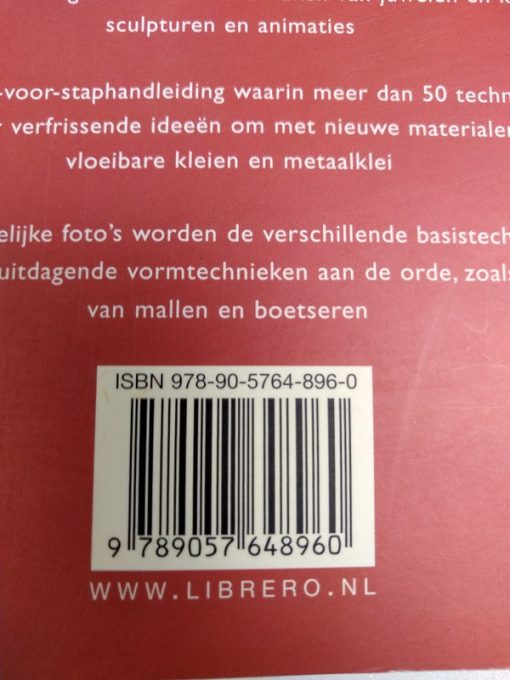 sculpturen en animaties
-voor-staphandleiding waarin meer dan 50 techn
verfrissende ideeën om met nieuwe materialen
vloeibare kleien en metaalklei
elijke foto's worden de verschillende basistech
uitdagende vormtechnieken aan de orde, zoals
van mallen en boetseren
ISBN 978-90-5764-896-0
9 789057 648960
WWW.LIBRERO.NL